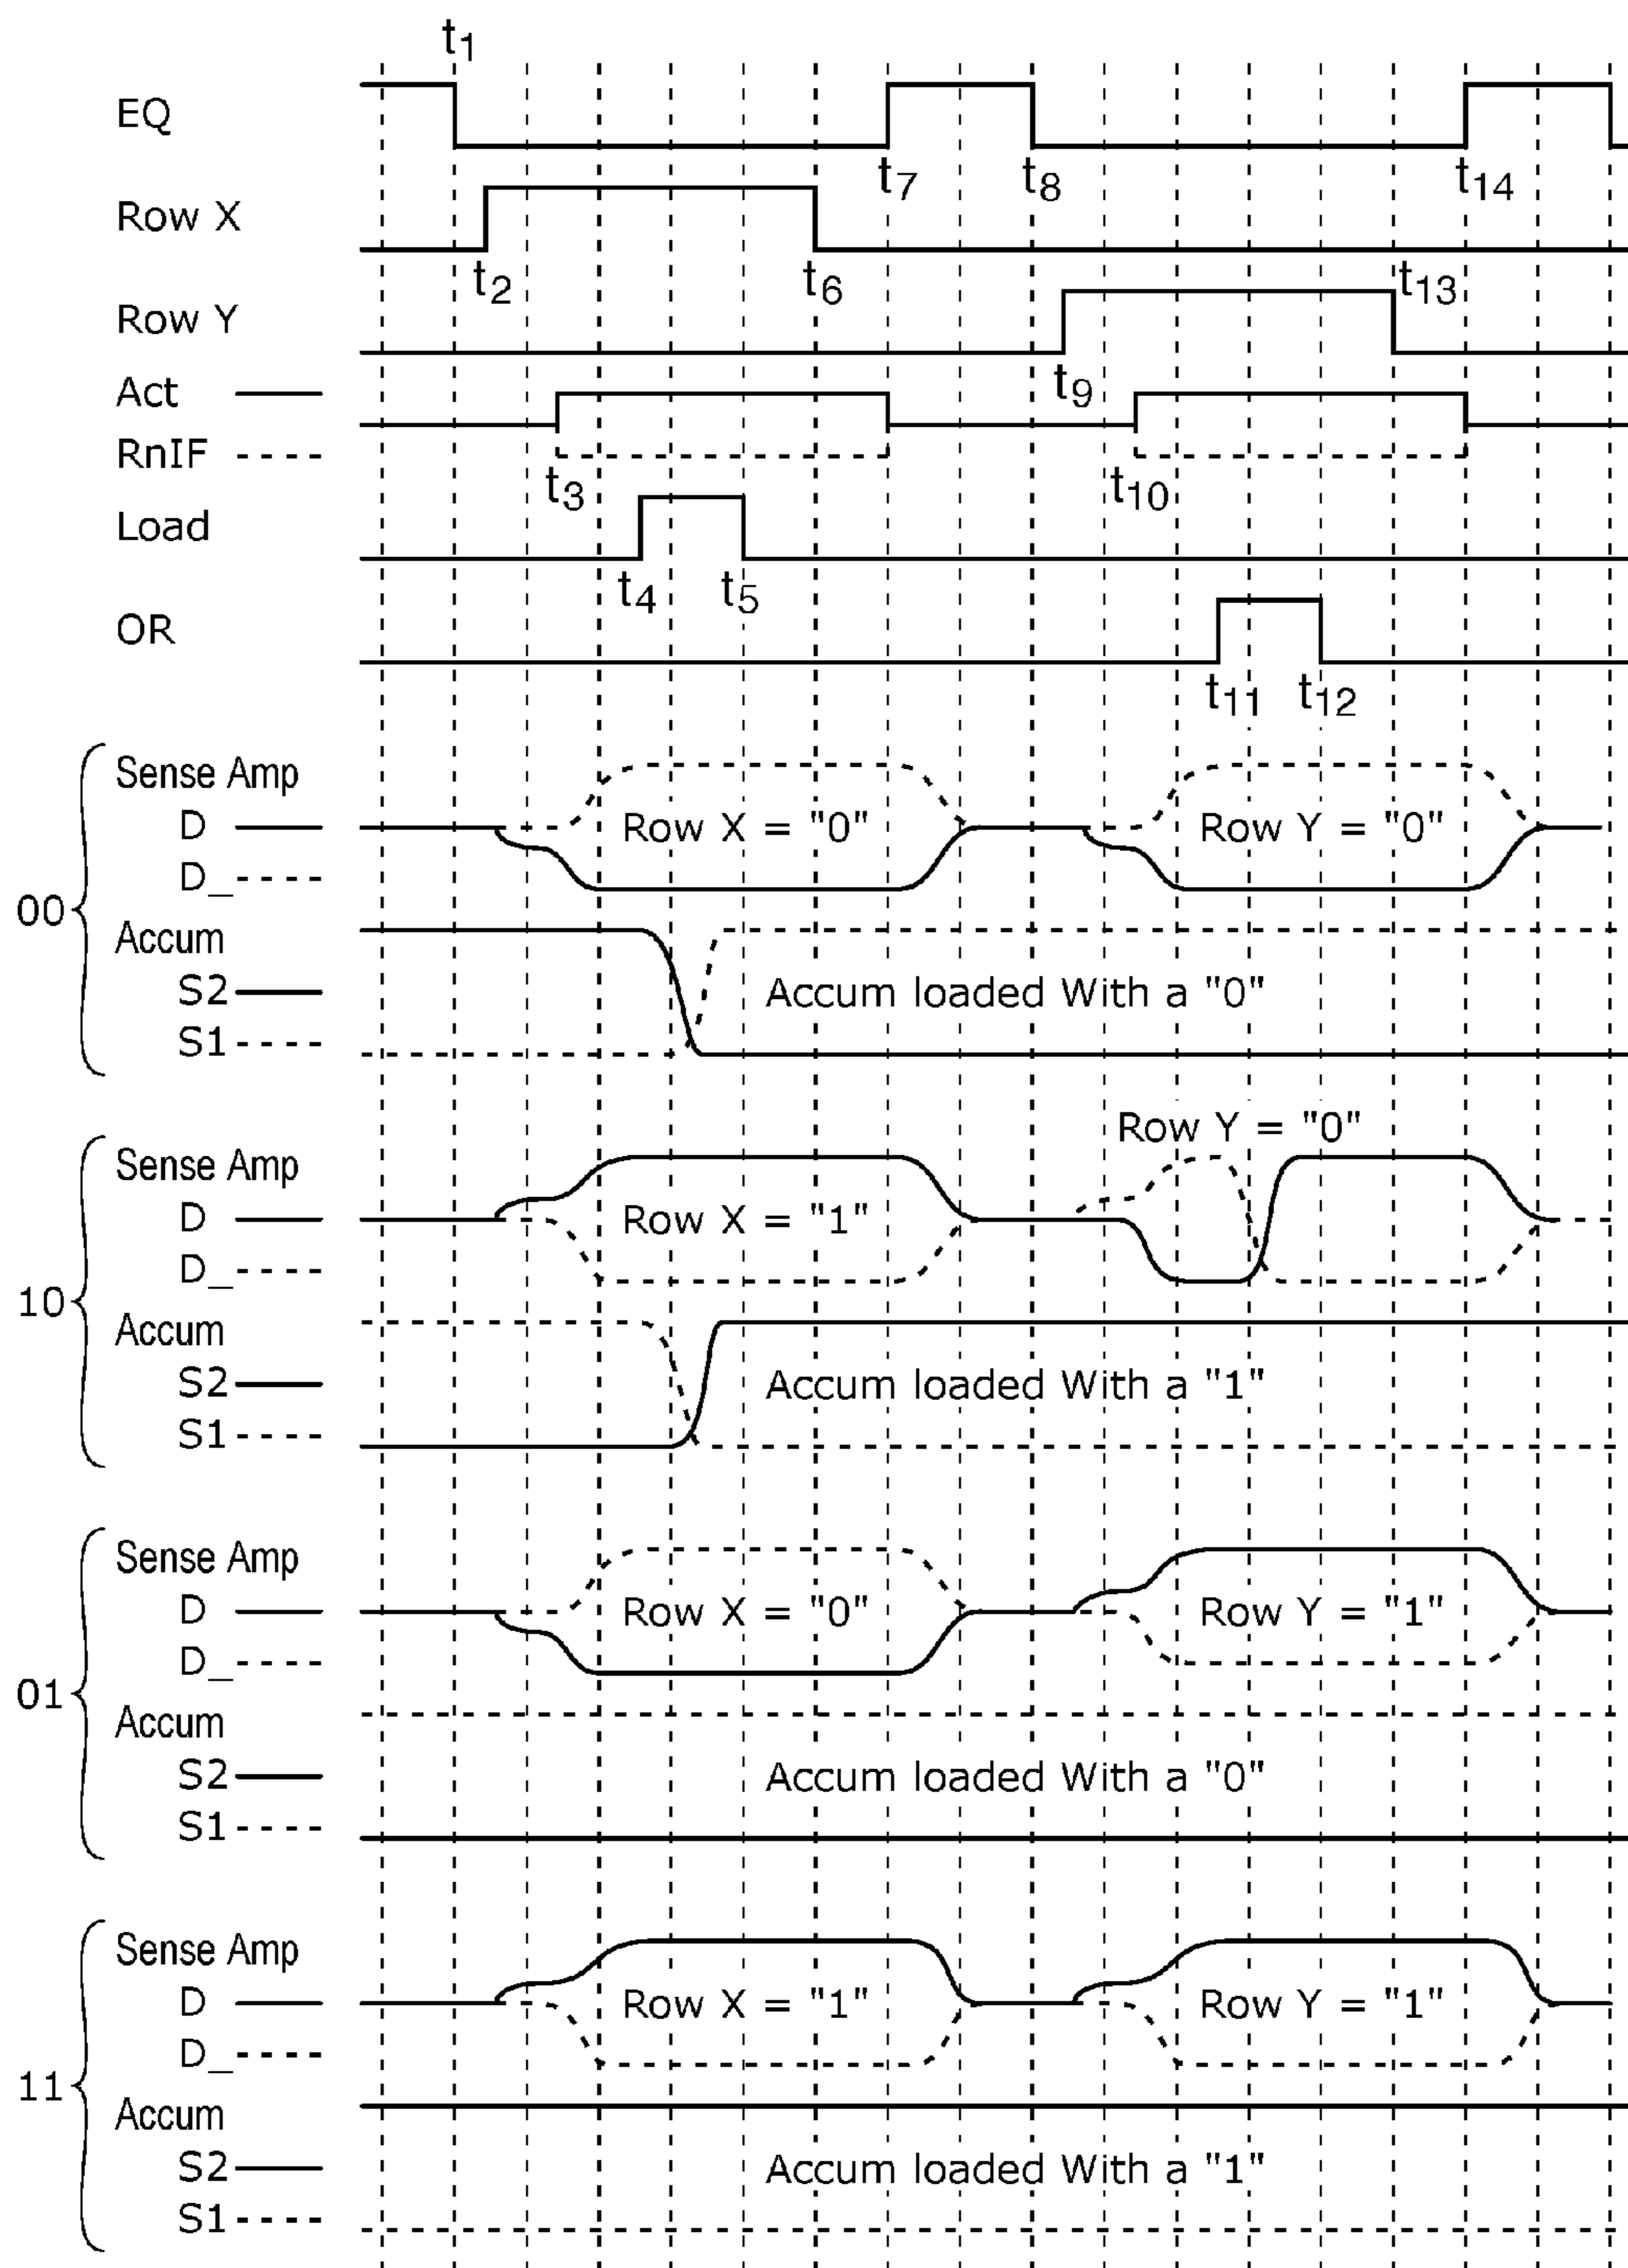 t1
EQ
t7 t8 t14
Row X
t2 t6 t13
Row Y
t9
Act
RnIF
t3 t10
Load
t4 t5
OR
t11 t12
00
Sense Amp
D
D_
Row X = "0" Row Y = "0"
Accum
S2
S1
Accum loaded With a "0"
10
Row Y = "0"
Sense Amp
D
D_
Row X = "1"
Accum
S2
S1
Accum loaded With a "1"
01
Sense Amp
D
D_
Row X = "0" Row Y = "1"
Accum
S2
S1
Accum loaded With a "0"
11
Sense Amp
D
D_
Row X = "1" Row Y = "1"
Accum
S2
S1
Accum loaded With a "1"